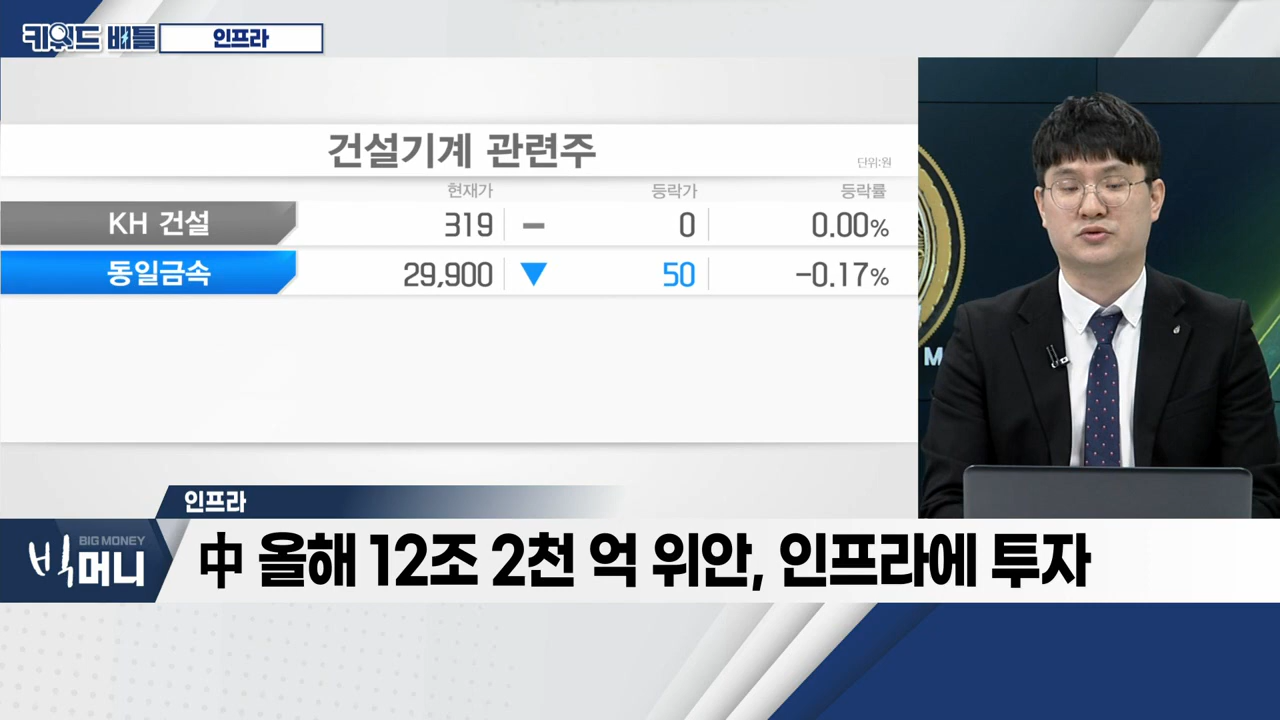 키워드 배틀
인프라
건설기계 관련주
단위:원
현재가 등락가 등락률
KH 건설 319 0 0.00%
동일금속 29,900 ▼ 50 -0.17%
M
인프라
BIG MONEY
빅머니
中 올해 12조 2천 억 위안, 인프라에 투자